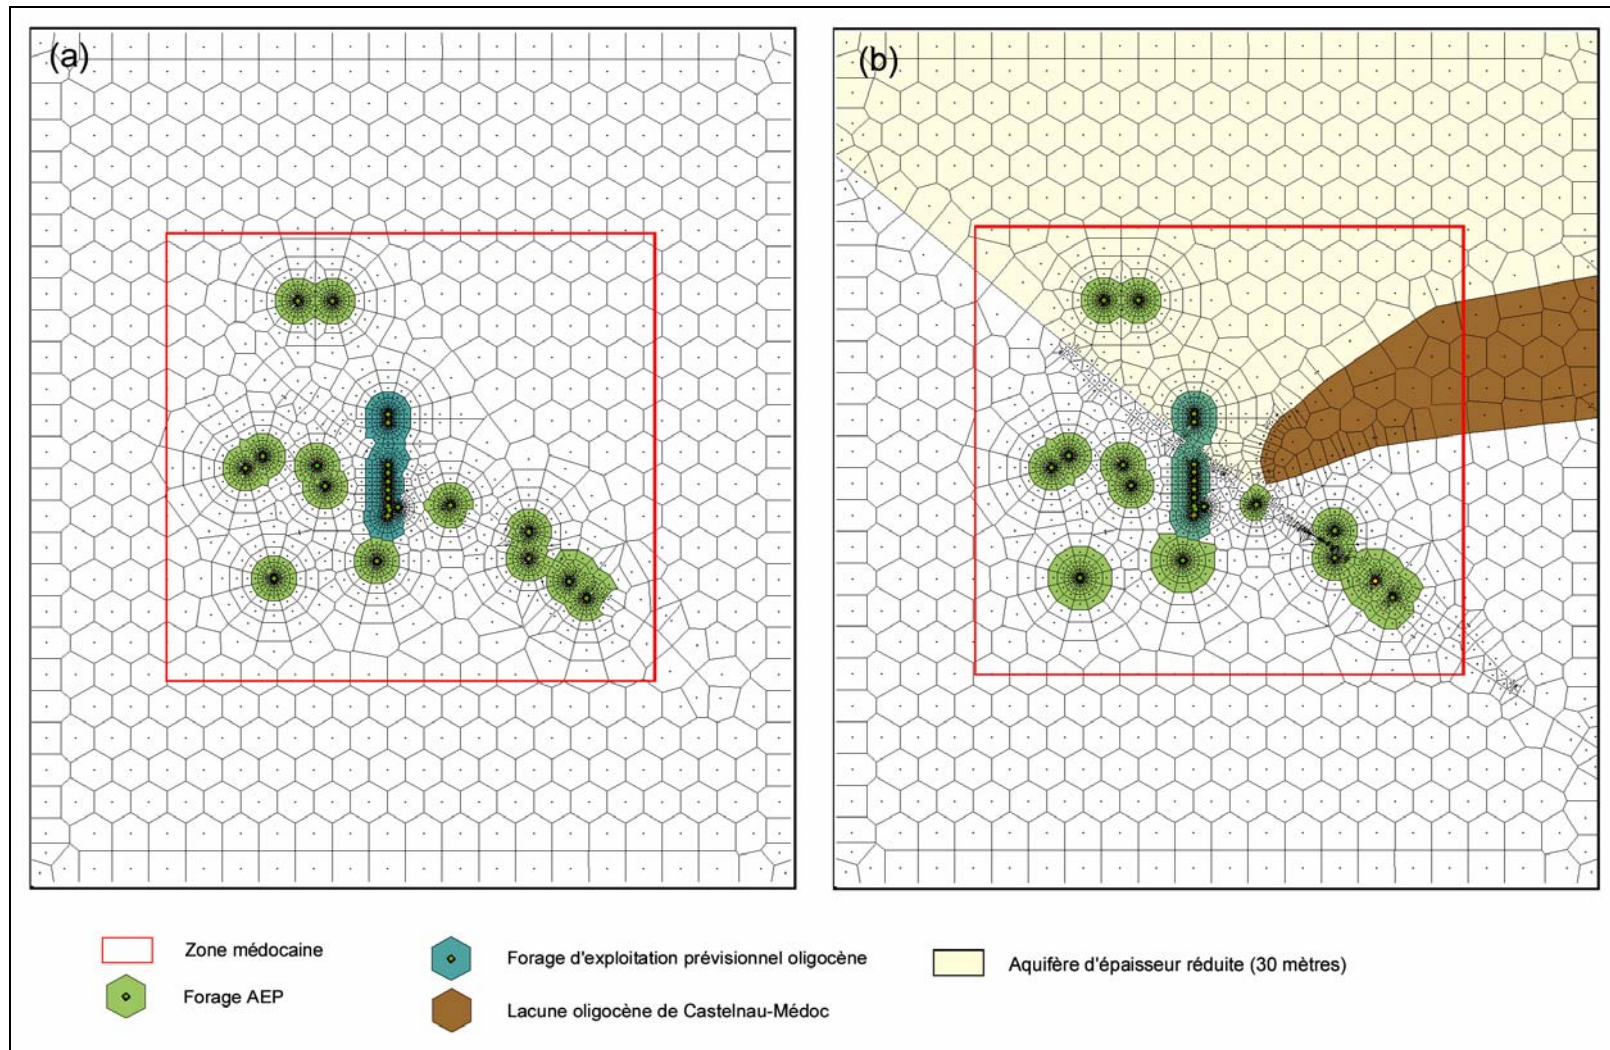 (a)
(b)
Zone médocaine
Forage AEP
Forage d'exploitation prévisionnel oligocène
Lacune oligocène de Castelnau-Médoc
Aquifère d'épaisseur réduite (30 mètres)